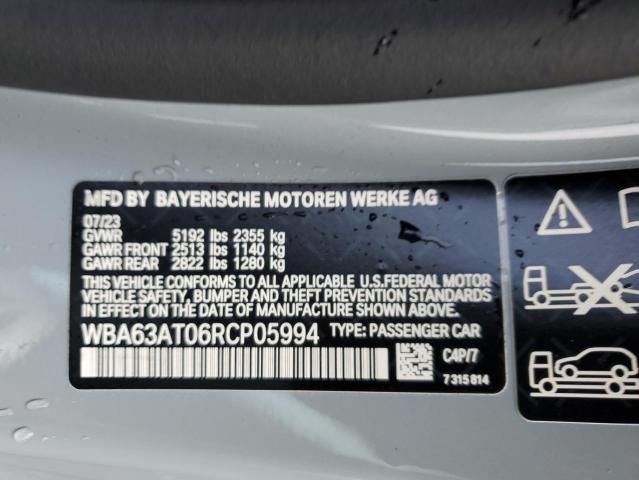 MFD BY BAYERISCHE MOTOREN WERKE AG
07/23
GVWR 5192 lbs 2355 kg
GAWR FRONT 2513 lbs 1140 kg
GAWR REAR 2822 lbs 1280 kg
THIS VEHICLE CONFORMS TO ALL APPLICABLE U.S.FEDERAL MOTOR
VEHICLE SAFETY, BUMPER AND THEFT PREVENTION STANDARDS
IN EFFECT ON THE DATE OF MANUFACTURE SHOWN ABOVE.
WBA63AT06RCP05994 TYPE: PASSENGER CAR
C4P/7
7 315 814